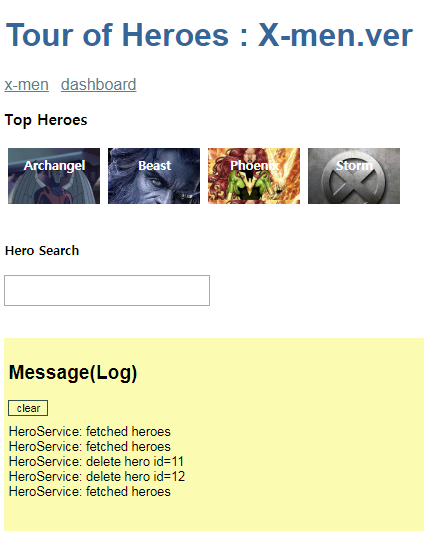 Tour of Heroes : X-men.ver
x-men dashboard
Top Heroes
Archangel Beast Phoenix Storm
Hero Search
Message(Log)
clear
HeroService: fetched heroes
HeroService: fetched heroes
HeroService: delete hero id=11
HeroService: delete hero id=12
HeroService: fetched heroes